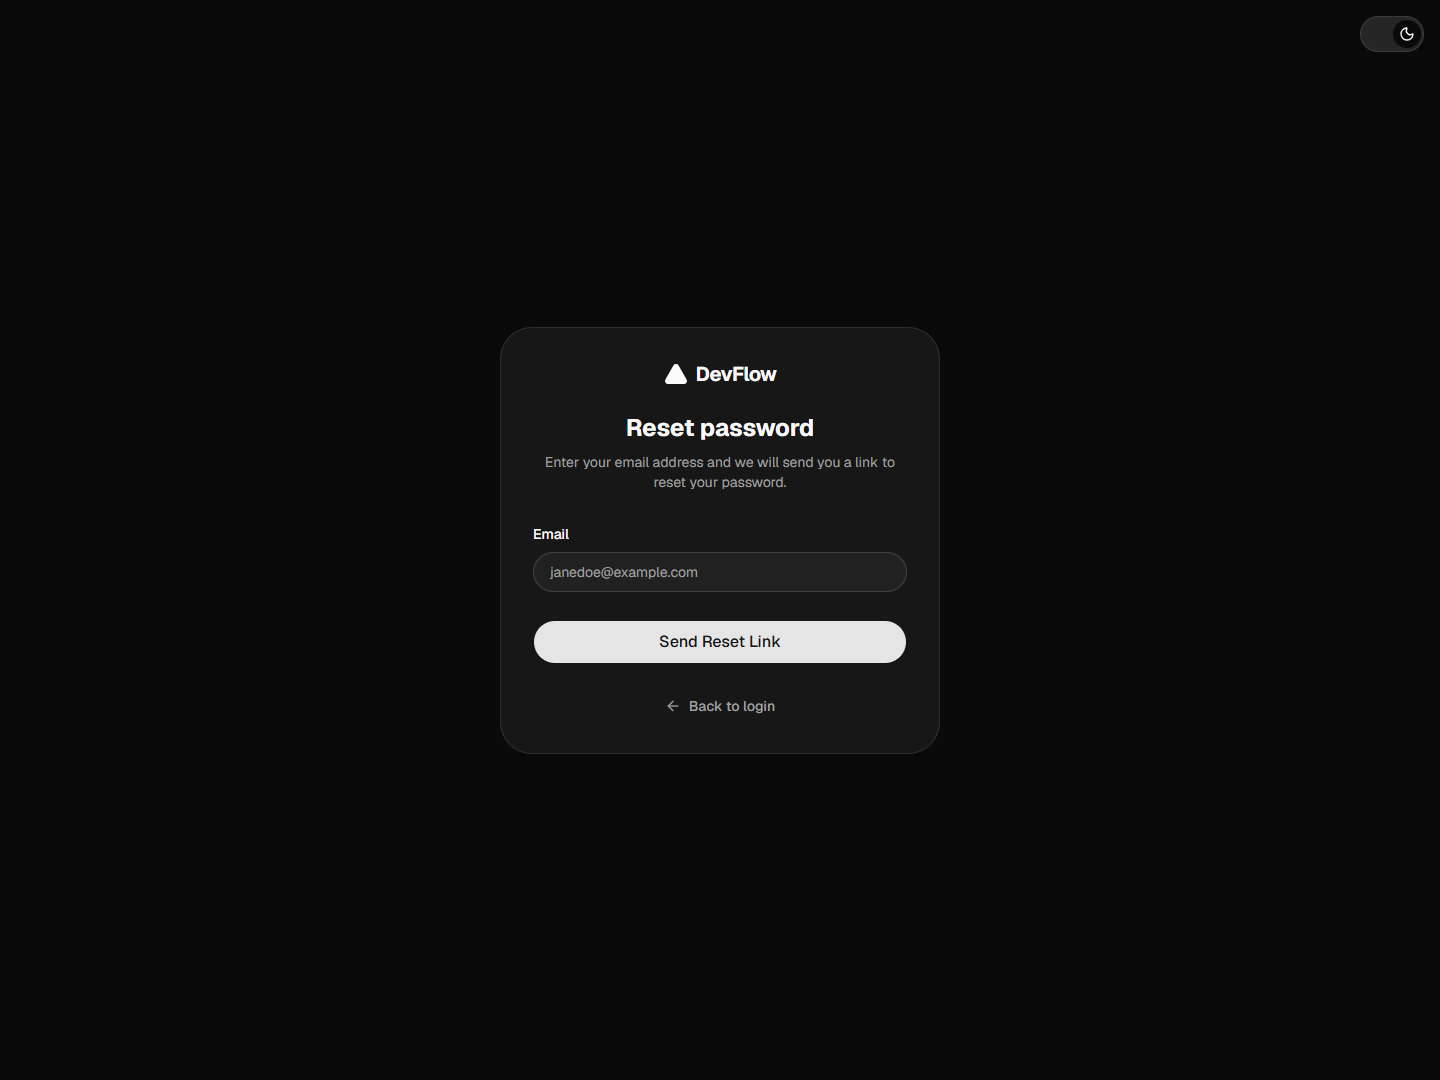 DevFlow
Reset password
Enter your email address and we will send you a link to
reset your password.
Email
janedoe@example.com
Send Reset Link
Back to login